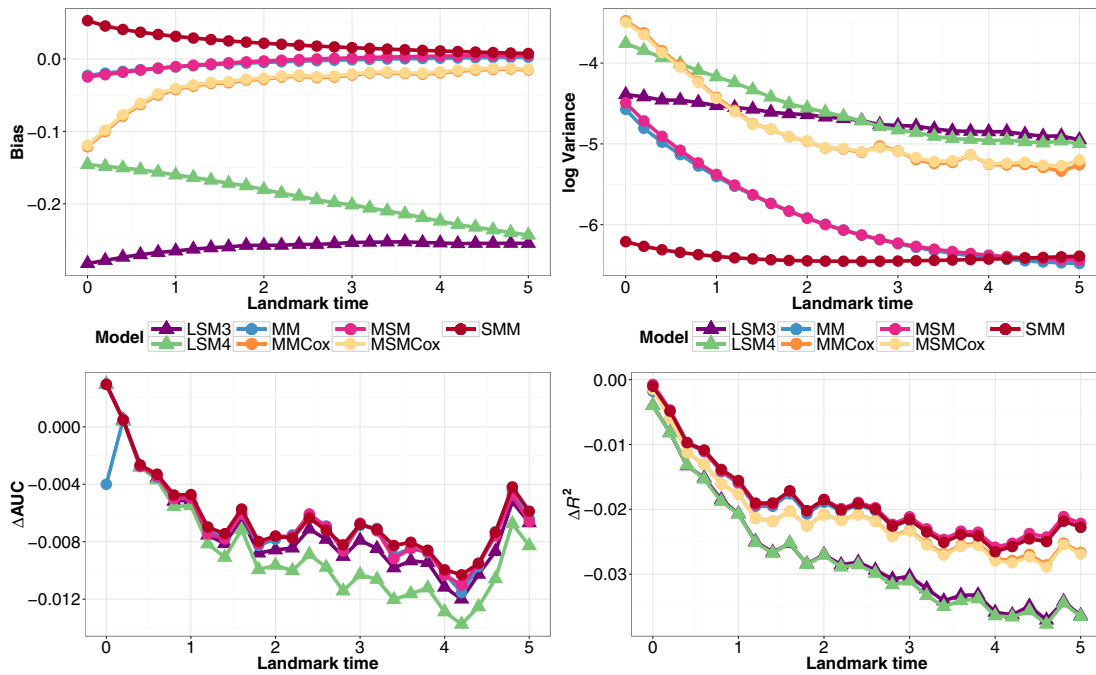 0.0
−0.1
−0.2
Bias
0 1 2 3 4 5
Landmark time
−4
−5
−6
log Variance
0 1 2 3 4 5
Landmark time
Model LSM3 MM MSM SMM
LSM4 MMCox MSMCox
Model LSM3 MM MSM SMM
LSM4 MMCox MSMCox
0.000
−0.004
−0.008
−0.012
ΔAUC
0 1 2 3 4 5
Landmark time
0.00
−0.01
−0.02
−0.03
ΔR²
0 1 2 3 4 5
Landmark time